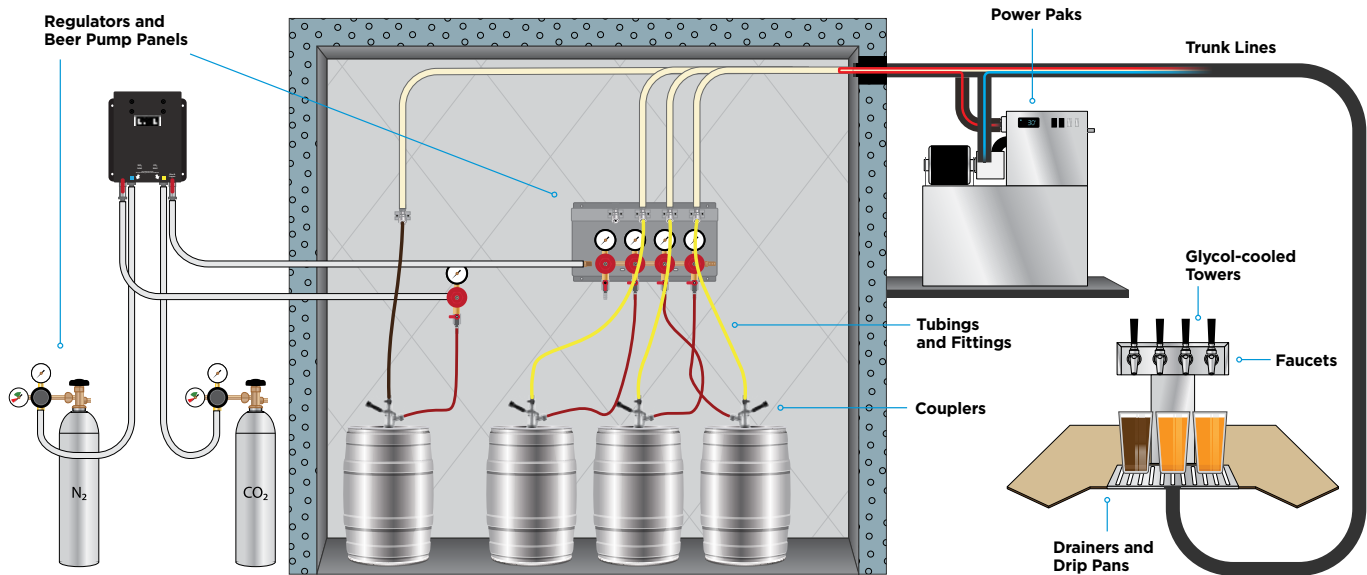 Regulators and
Beer Pump Panels
Power Paks
Trunk Lines
30°
Glycol-cooled
Towers
Tubings
and Fittings
Faucets
Couplers
N₂
CO₂
Drainers and
Drip Pans